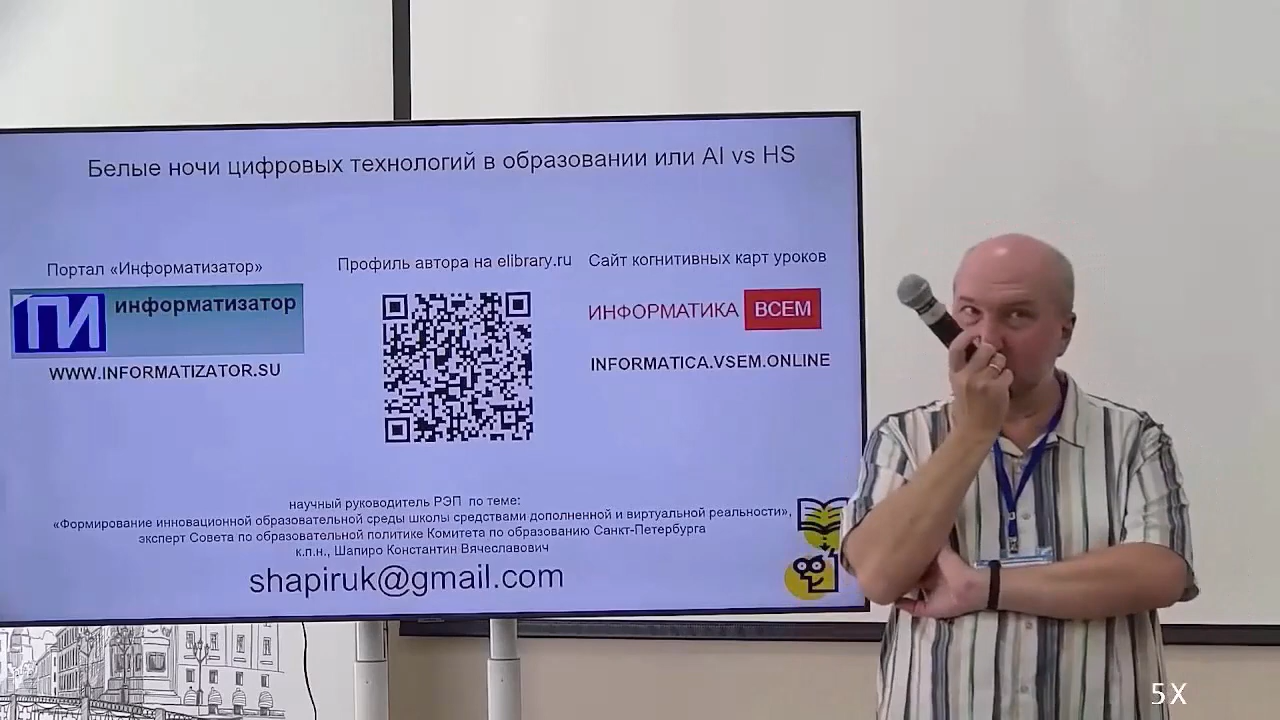 Белые ночи цифровых технологий в образовании или AI vs HS
Портал «Информатизатор»
ГИ информатизатор
WWW.INFORMATIZATOR.SU
Профиль автора на elibrary.ru
Сайт когнитивных карт уроков
ИНФОРМАТИКА ВСЕМ
INFORMATICA.VSEM.ONLINE
научный руководитель РЭП по теме:
«Формирование инновационной образовательной среды школы средствами дополненной и виртуальной реальности»,
эксперт Совета по образовательной политике Комитета по образованию Санкт-Петербурга
к.п.н., Шапиро Константин Вячеславович
shapiruk@gmail.com
5X